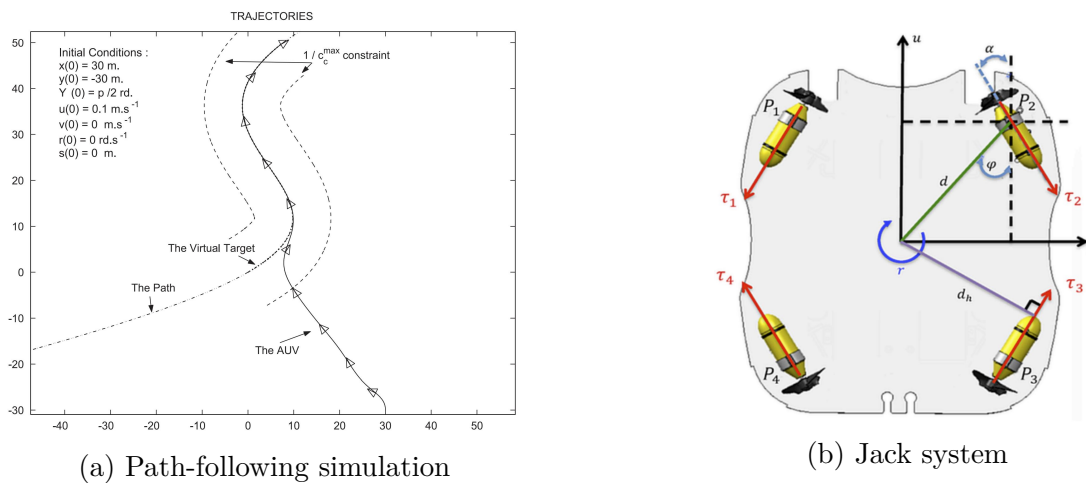 TRAJECTORIES
50
40
30
20
10
0
-10
-20
-30
-40
-30
-20
-10
0
10
20
30
40
50
Initial Conditions :
x(0) = 30 m.
y(0) = -30 m.
Y (0) = p /2 rd.
u(0) = 0.1 m.s⁻¹
v(0) = 0 m.s⁻¹
r(0) = 0 rd.s⁻¹
s(0) = 0 m.
1 / c_c^max constraint
The Virtual Target
The Path
The AUV
(a) Path-following simulation
u
α
P₁
P₂
φ
d
τ₁
τ₂
r
τ₄
τ₃
d_h
P₄
P₃
(b) Jack system